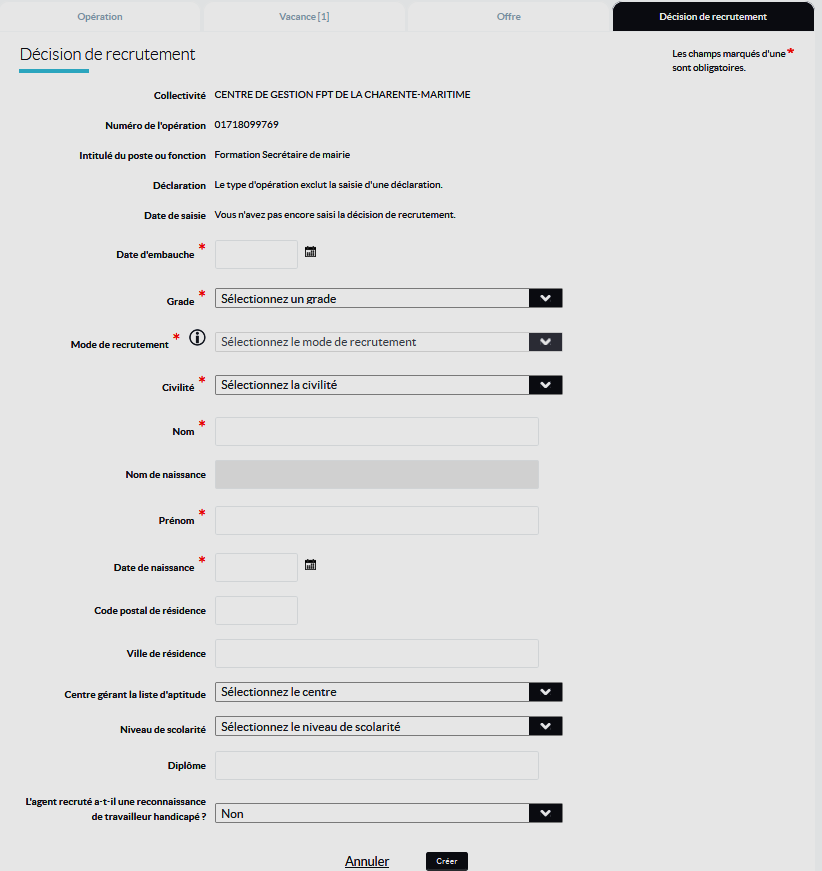 Opération
Vacance [1]
Offre
Décision de recrutement
Décision de recrutement
Les champs marqués d'une *
sont obligatoires.
Collectivité CENTRE DE GESTION FPT DE LA CHARENTE-MARITIME
Numéro de l'opération 01718099769
Intitulé du poste ou fonction Formation Secrétaire de mairie
Déclaration Le type d'opération exclut la saisie d'une déclaration.
Date de saisie Vous n'avez pas encore saisi la décision de recrutement.
Date d'embauche *
Grade * Sélectionnez un grade
Mode de recrutement * Sélectionnez le mode de recrutement
Civilité * Sélectionnez la civilité
Nom *
Nom de naissance
Prénom *
Date de naissance *
Code postal de résidence
Ville de résidence
Centre gérant la liste d'aptitude Sélectionnez le centre
Niveau de scolarité Sélectionnez le niveau de scolarité
Diplôme
L'agent recruté a-t-il une reconnaissance
de travailleur handicapé ? Non
Annuler Créer